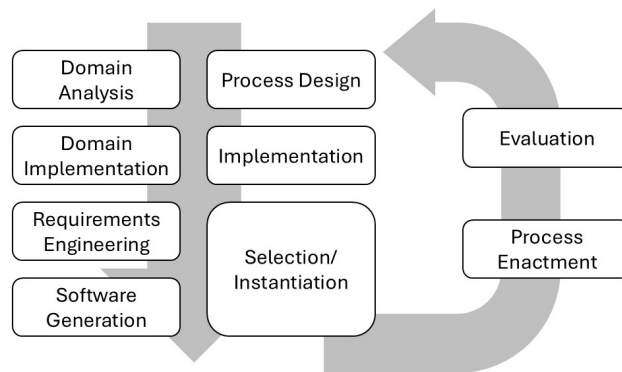 Domain
Analysis
Process Design
Domain
Implementation
Implementation
Requirements
Engineering
Software
Generation
Selection/
Instantiation
Evaluation
Process
Enactment